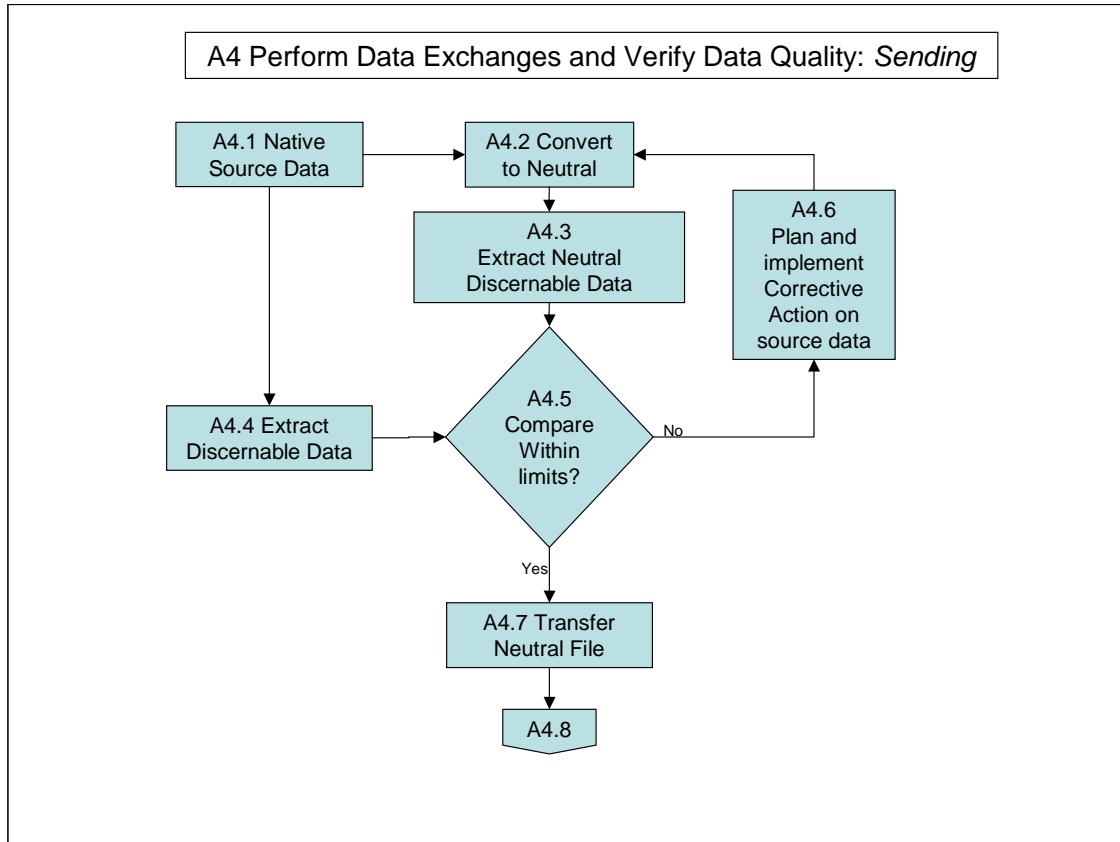 A4 Perform Data Exchanges and Verify Data Quality: Sending
A4.1 Native
Source Data
A4.2 Convert
to Neutral
A4.3
Extract Neutral
Discernable Data
A4.6
Plan and
implement
Corrective
Action on
source data
A4.4 Extract
Discernable Data
A4.5
Compare
Within
limits?
No
Yes
A4.7 Transfer
Neutral File
A4.8